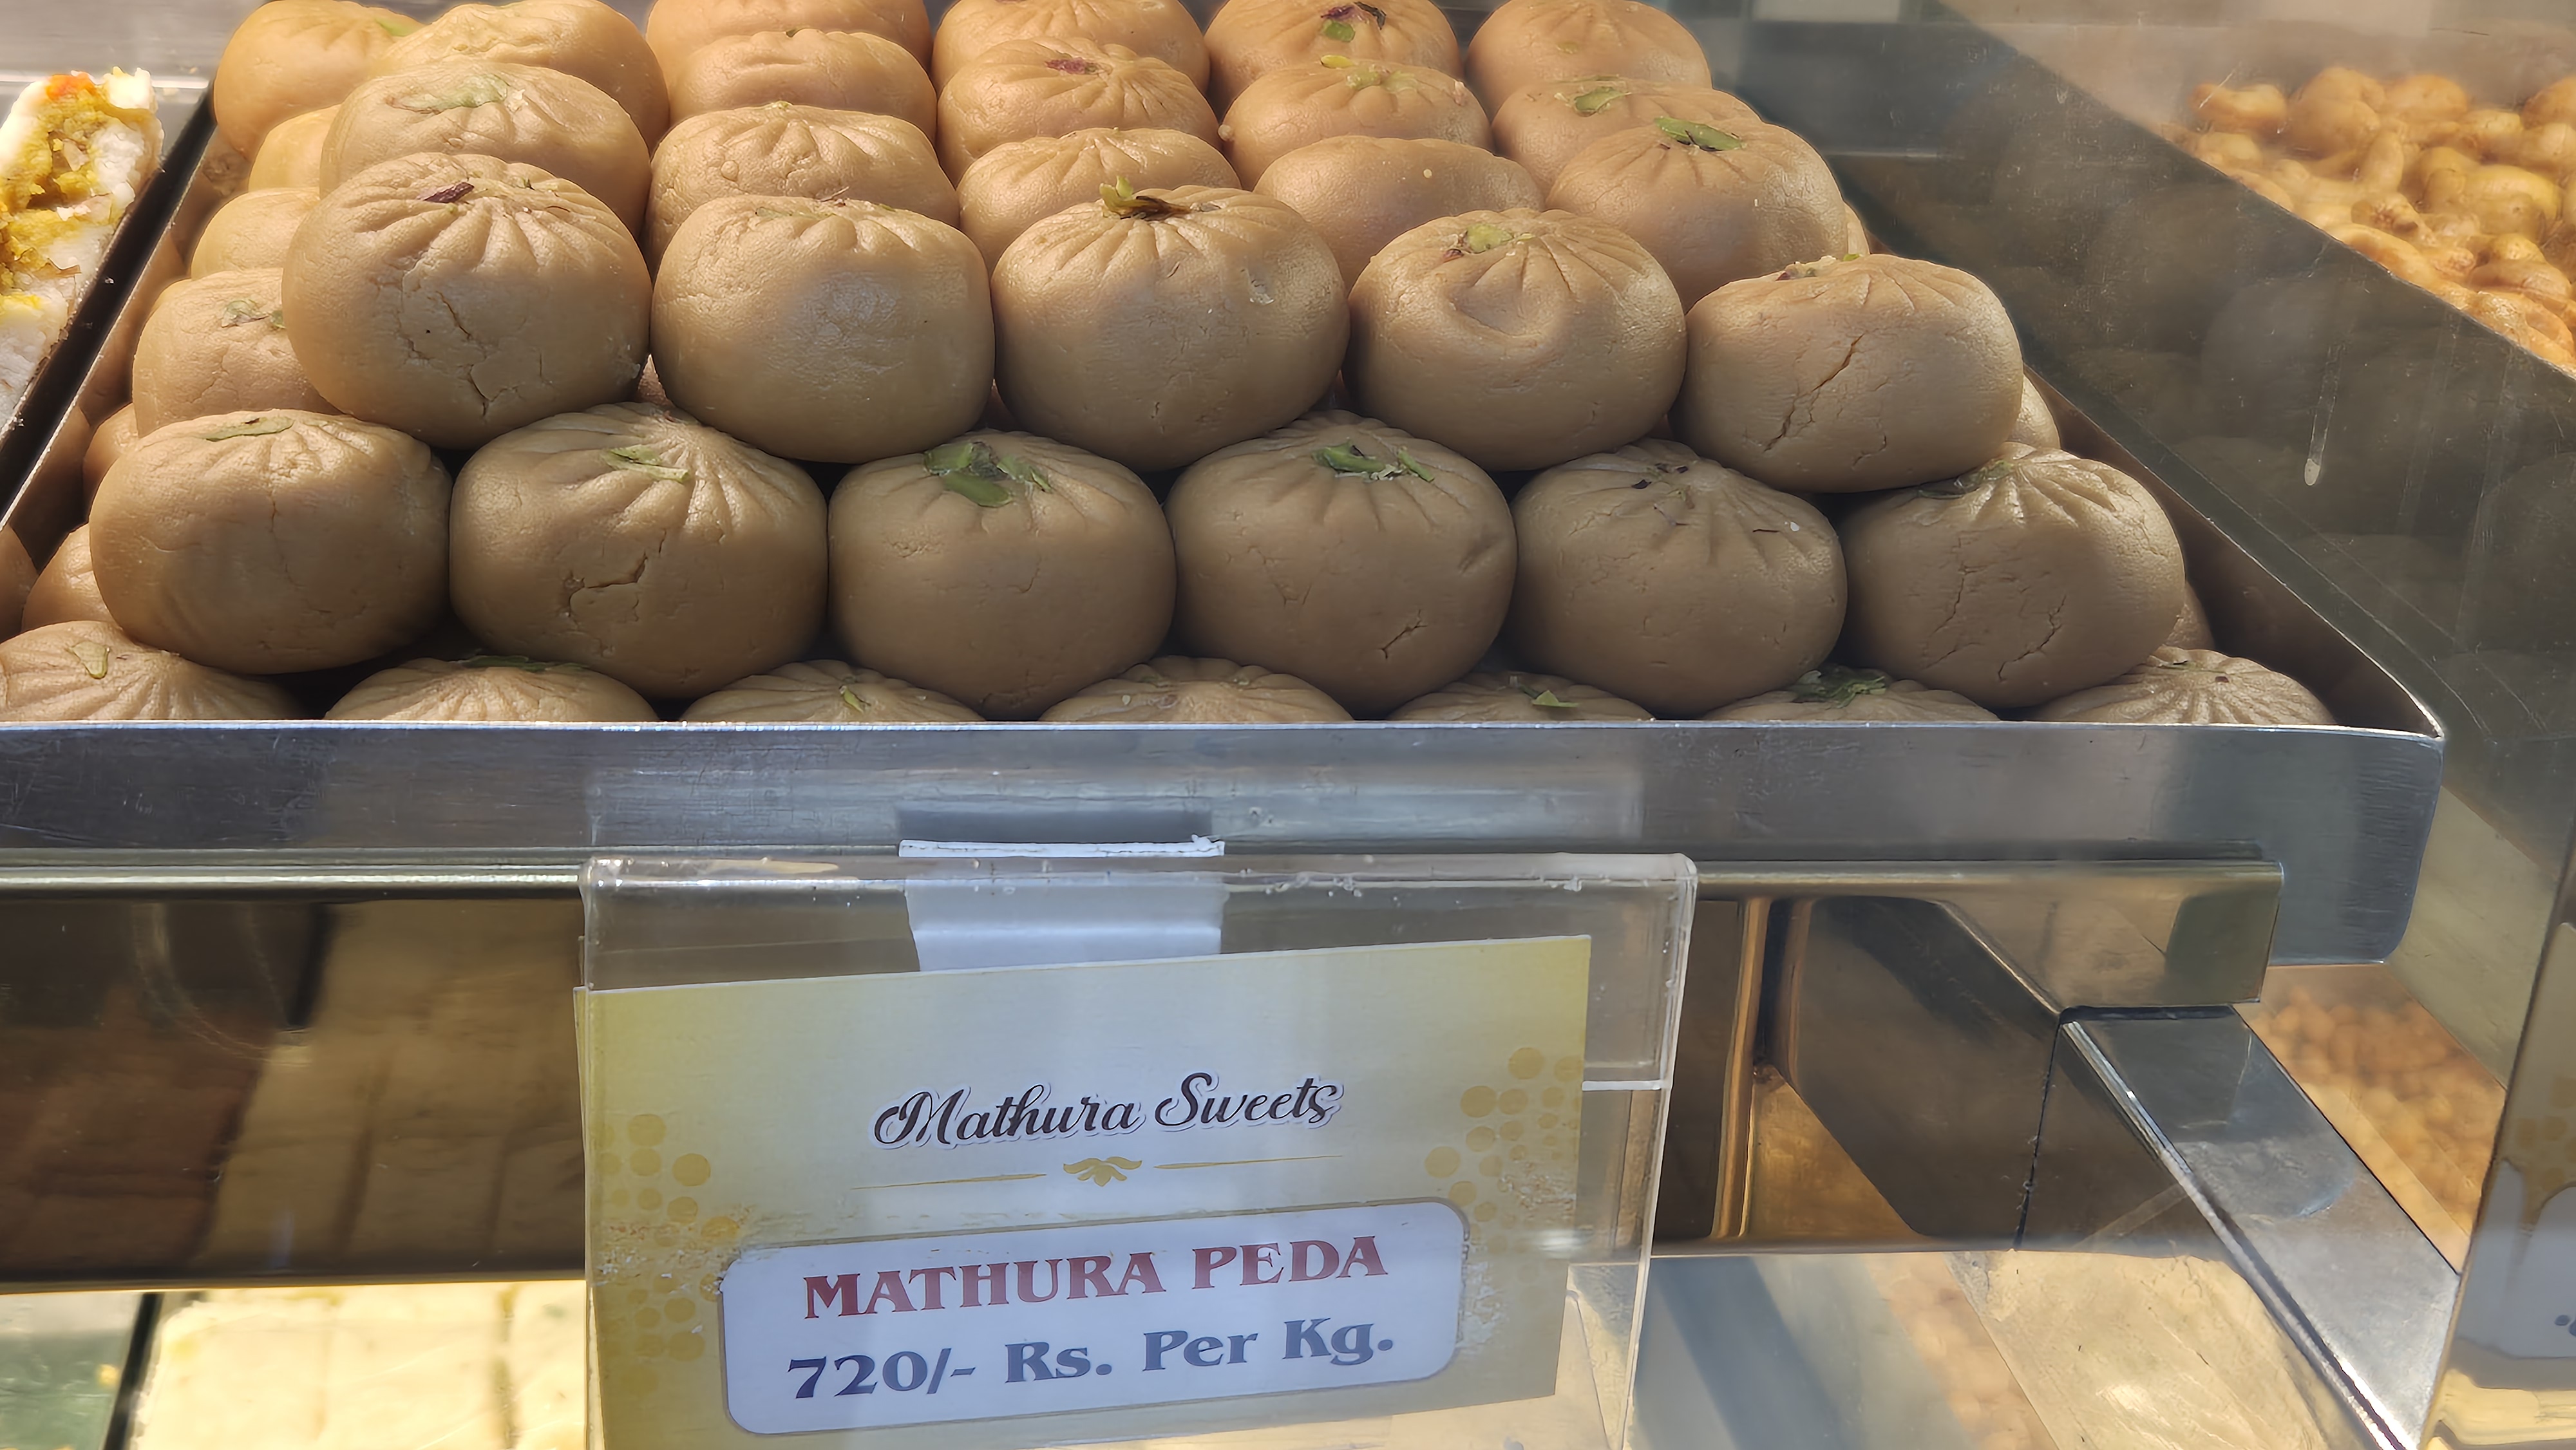 Mathura Sweets
MATHURA PEDA
720/- Rs. Per Kg.